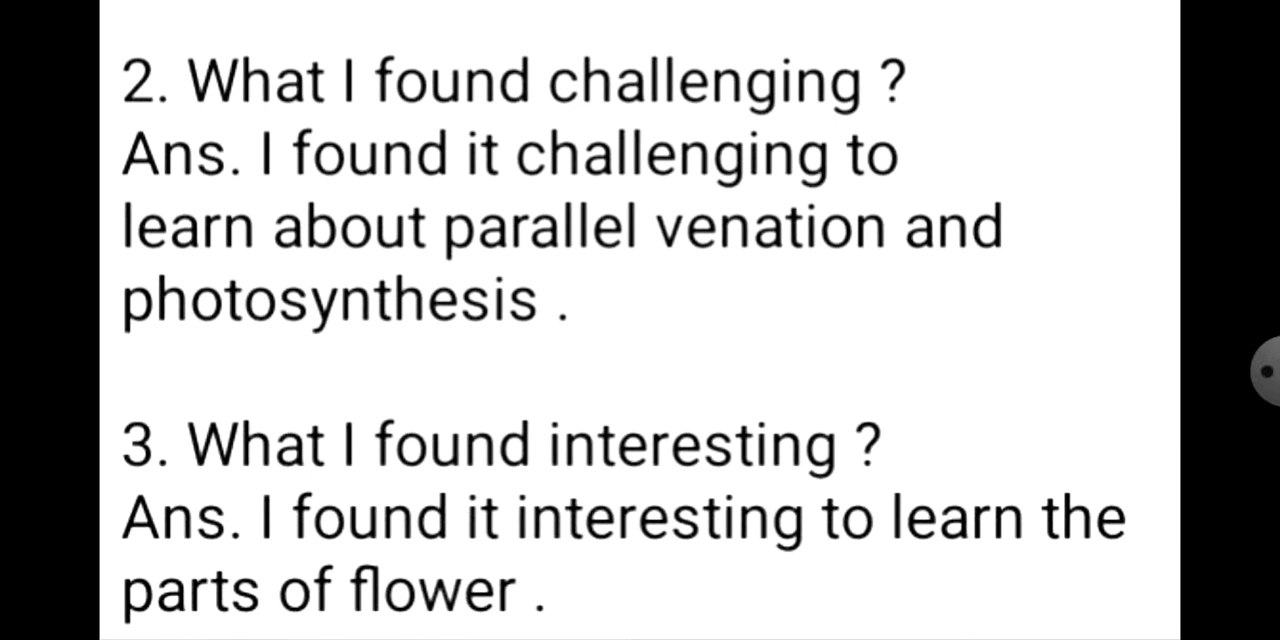 2. What I found challenging ?
Ans. I found it challenging to
learn about parallel venation and
photosynthesis .
3. What I found interesting ?
Ans. I found it interesting to learn the
parts of flower .